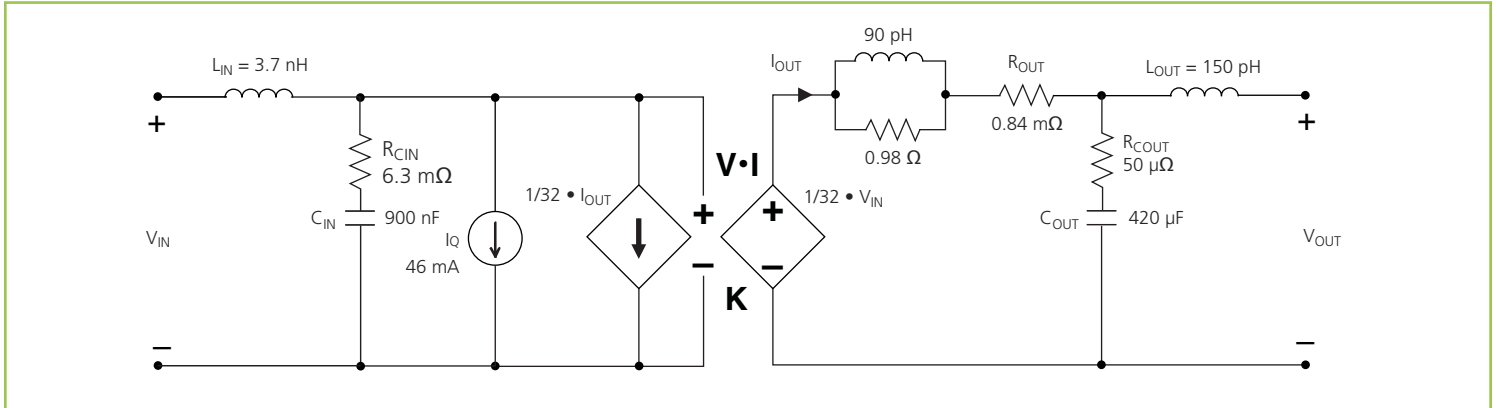 L_IN = 3.7 nH
+
R_CIN
6.3 mΩ
C_IN 900 nF
V_IN
I_Q
46 mA
1/32 • I_OUT
–
V•I
+
–
K
+
–
1/32 • V_IN
I_OUT
90 pH
0.98 Ω
R_OUT
0.84 mΩ
L_OUT = 150 pH
+
R_COUT
50 µΩ
C_OUT 420 µF
V_OUT
–